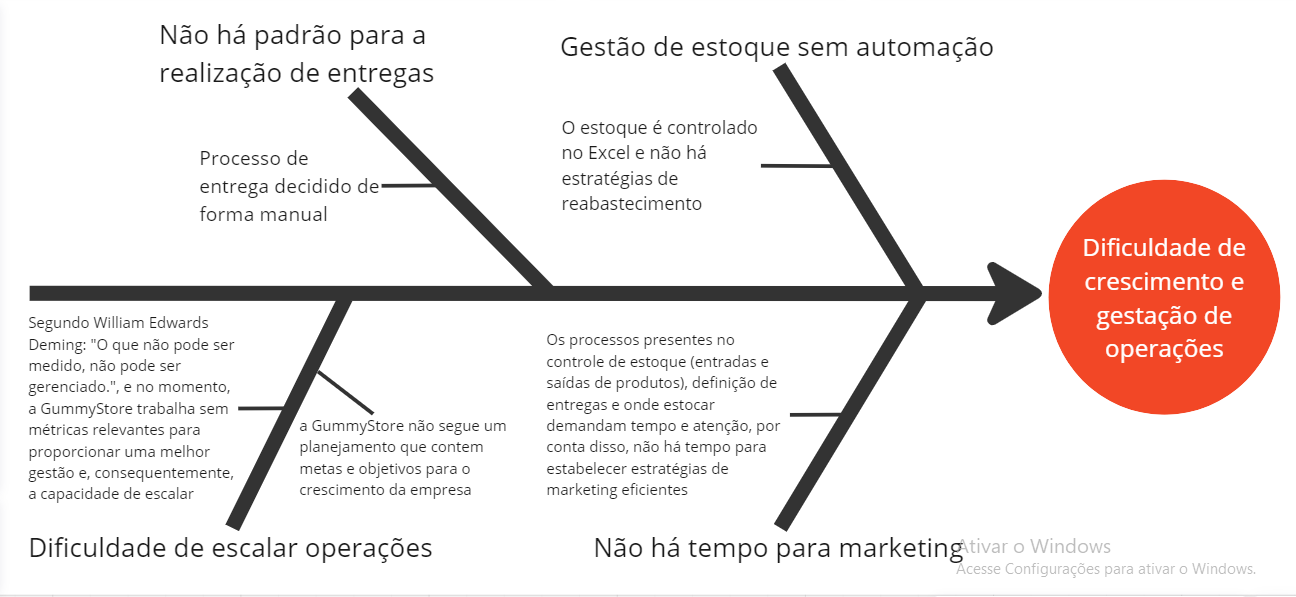 Não há padrão para a
realização de entregas
Processo de
entrega decidido de
forma manual
Gestão de estoque sem automação
O estoque é controlado
no Excel e não há
estratégias de
reabastecimento
Dificuldade de
crescimento e
gestação de
operações
Segundo William Edwards
Deming: "O que não pode ser
medido, não pode ser
gerenciado.", e no momento,
a GummyStore trabalha sem
métricas relevantes para
proporcionar uma melhor
gestão e, consequentemente,
a capacidade de escalar
a GummyStore não segue um
planejamento que contem
metas e objetivos para o
crescimento da empresa
Dificuldade de escalar operações
Os processos presentes no
controle de estoque (entradas e
saídas de produtos), definição de
entregas e onde estocar
demandam tempo e atenção, por
conta disso, não há tempo para
estabelecer estratégias de
marketing eficientes
Não há tempo para marketing
Ativar o Windows
Acesse Configurações para ativar o Windows.